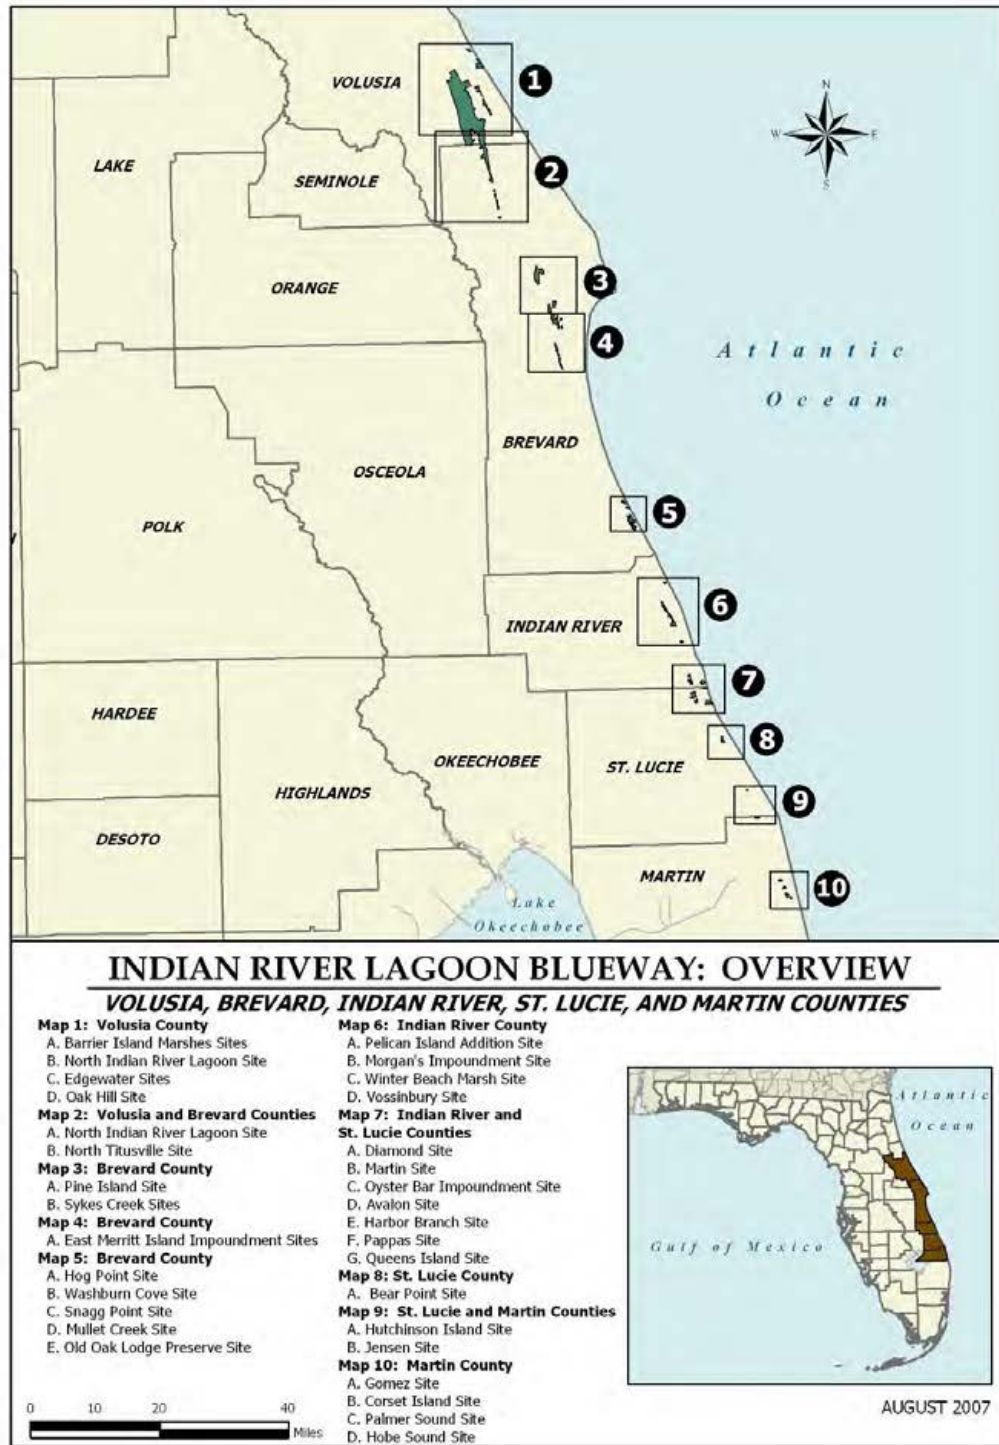 VOLUSIA
1
N
W
E
S
LAKE
SEMINOLE
2
ORANGE
3
4
Atlantic
Ocean
BREVARD
OSCEOLA
5
POLK
6
INDIAN RIVER
7
HARDEE
8
OKEECHOBEE
ST. LUCIE
HIGHLANDS
9
DESOTO
MARTIN
10
Lake
Okeechobee
INDIAN RIVER LAGOON BLUEWAY: OVERVIEW
VOLUSIA, BREVARD, INDIAN RIVER, ST. LUCIE, AND MARTIN COUNTIES
Map 1: Volusia County
A. Barrier Island Marshes Sites
B. North Indian River Lagoon Site
C. Edgewater Sites
D. Oak Hill Site
Map 2: Volusia and Brevard Counties
A. North Indian River Lagoon Site
B. North Titusville Site
Map 3: Brevard County
A. Pine Island Site
B. Sykes Creek Sites
Map 4: Brevard County
A. East Merritt Island Impoundment Sites
Map 5: Brevard County
A. Hog Point Site
B. Washburn Cove Site
C. Snagg Point Site
D. Mullet Creek Site
E. Old Oak Lodge Preserve Site
Map 6: Indian River County
A. Pelican Island Addition Site
B. Morgan's Impoundment Site
C. Winter Beach Marsh Site
D. Vossinbury Site
Map 7: Indian River and
St. Lucie Counties
A. Diamond Site
B. Martin Site
C. Oyster Bar Impoundment Site
D. Avalon Site
E. Harbor Branch Site
F. Pappas Site
G. Queens Island Site
Map 8: St. Lucie County
A. Bear Point Site
Map 9: St. Lucie and Martin Counties
A. Hutchinson Island Site
B. Jensen Site
Map 10: Martin County
A. Gomez Site
B. Corset Island Site
C. Palmer Sound Site
D. Hobe Sound Site
Atlantic
Ocean
Gulf of Mexico
0 10 20 40
Miles
AUGUST 2007